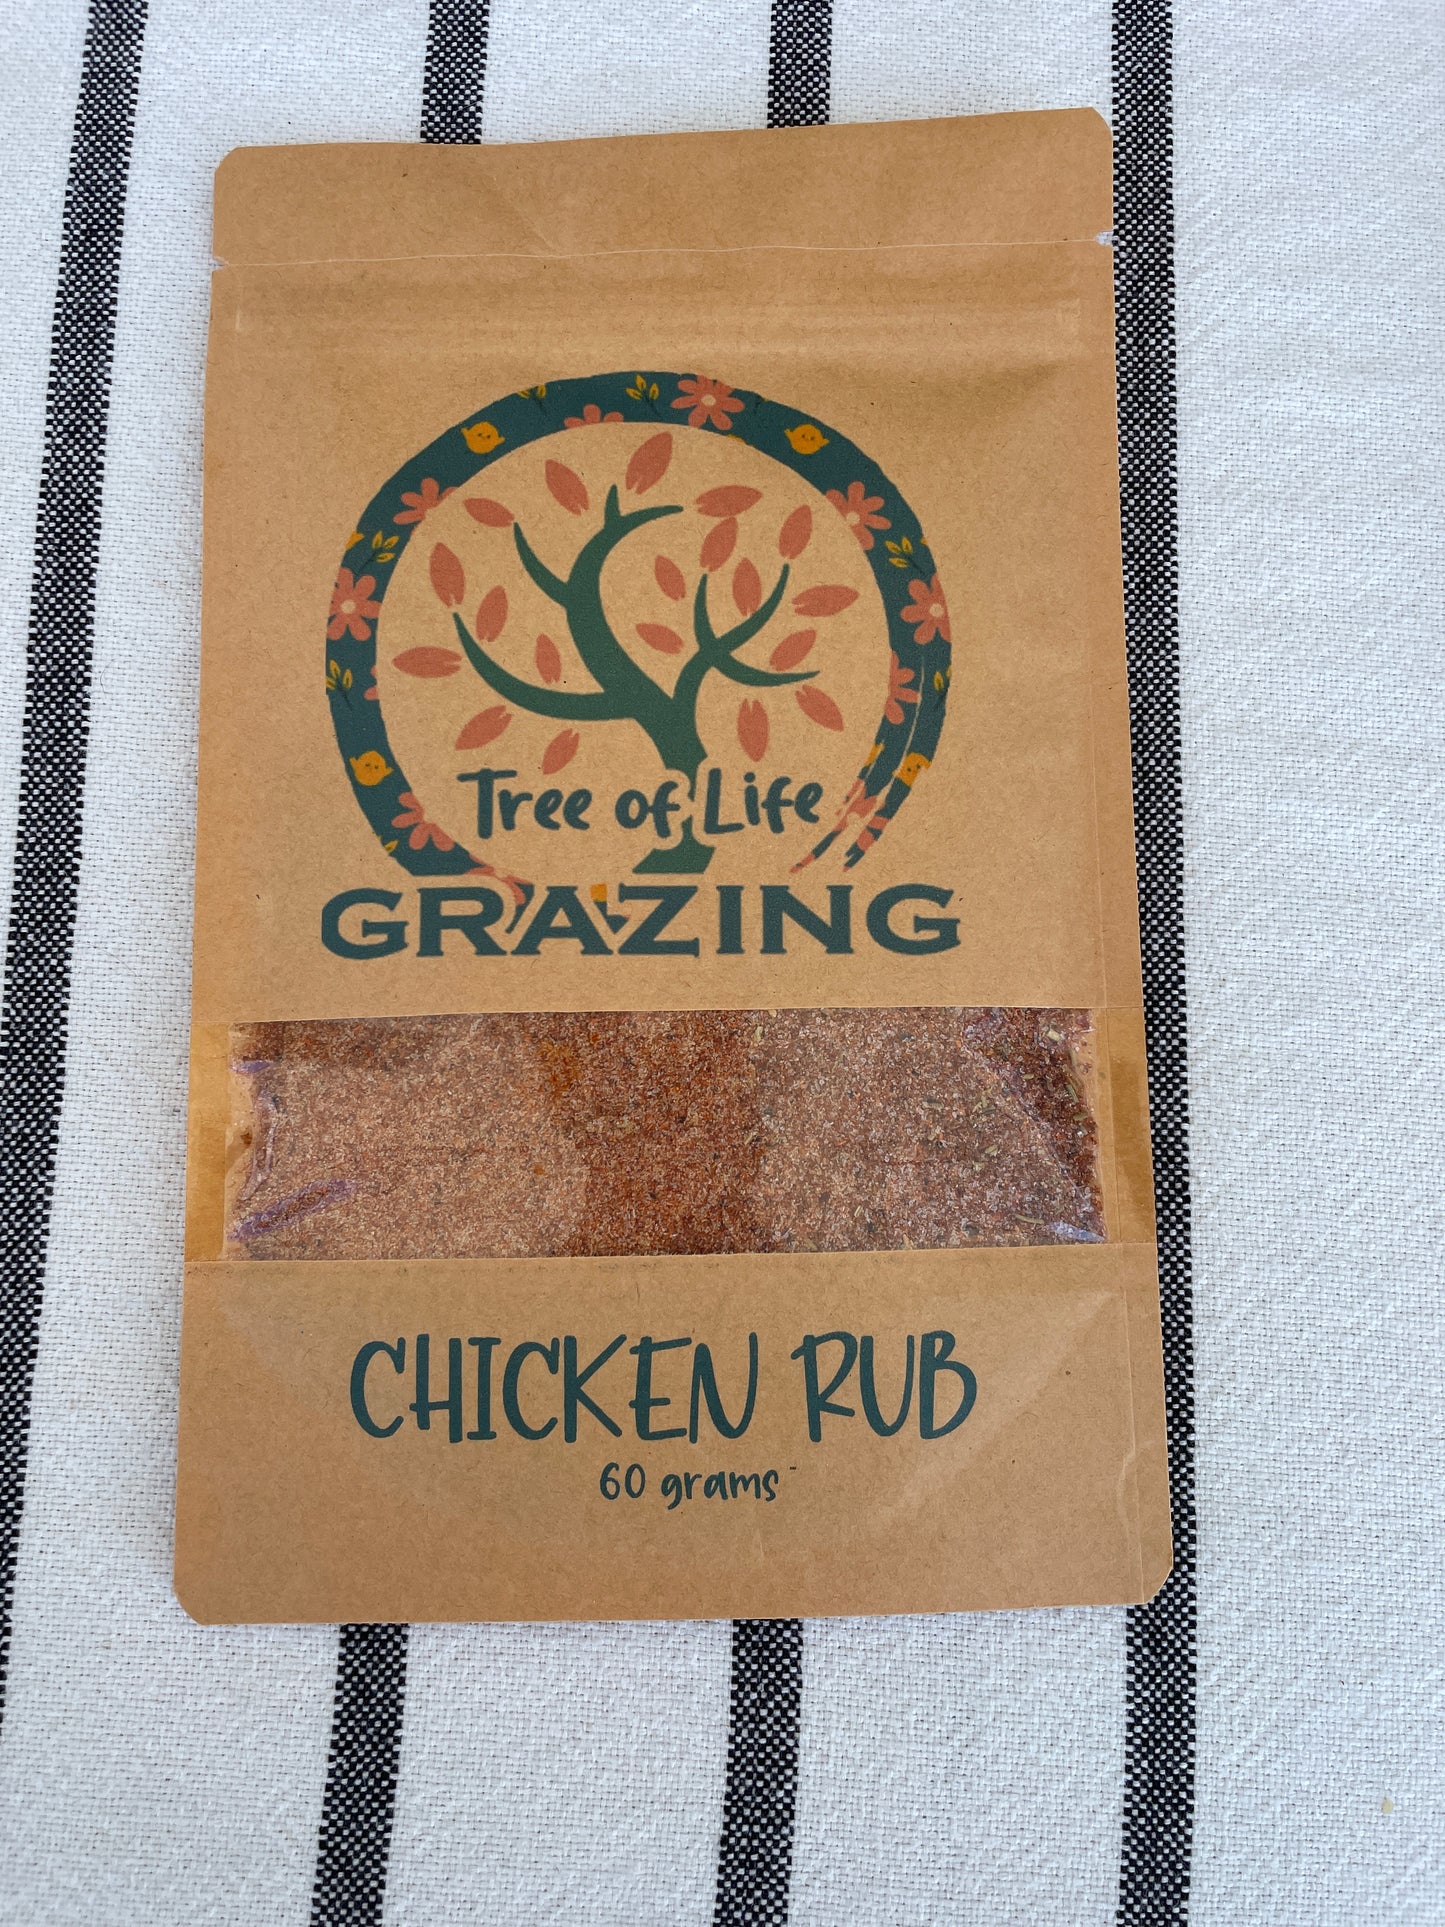 Tree of Life
GRAZING
CHICKEN RUB
60 grams